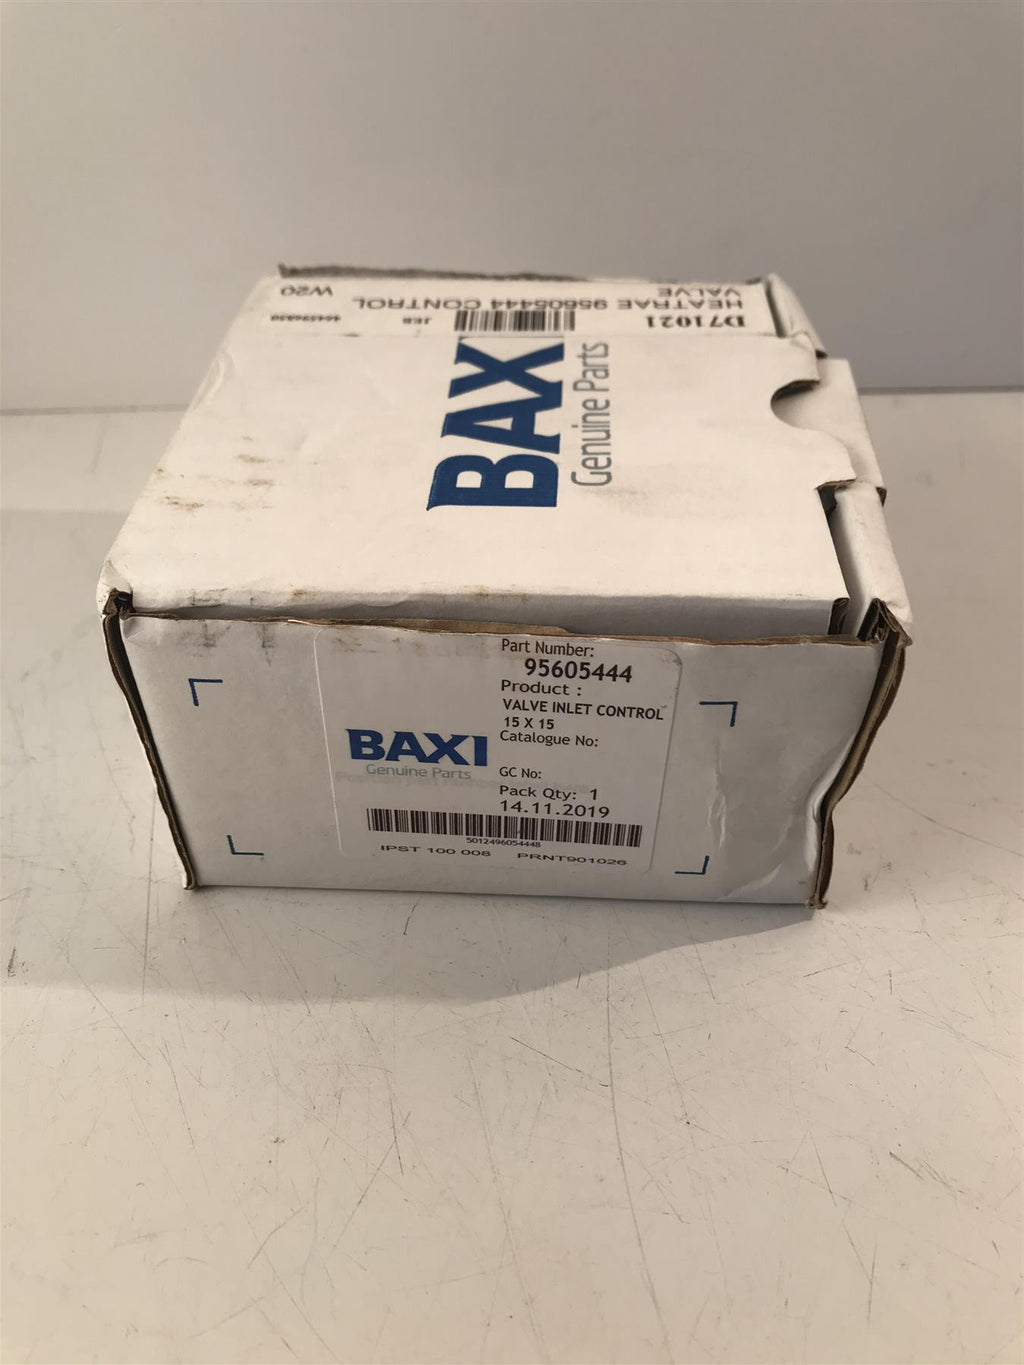 D71021
JEB
HEATRAE 95605444 CONTROL
VALVE
W20
BAXI
Genuine Parts
Part Number:
95605444
Product :
VALVE INLET CONTROL
15 X 15
Catalogue No:
BAXI
Genuine Parts
GC No:
Pack Qty: 1
14.11.2019
5012496054448
IPST 100 008 PRNT901026